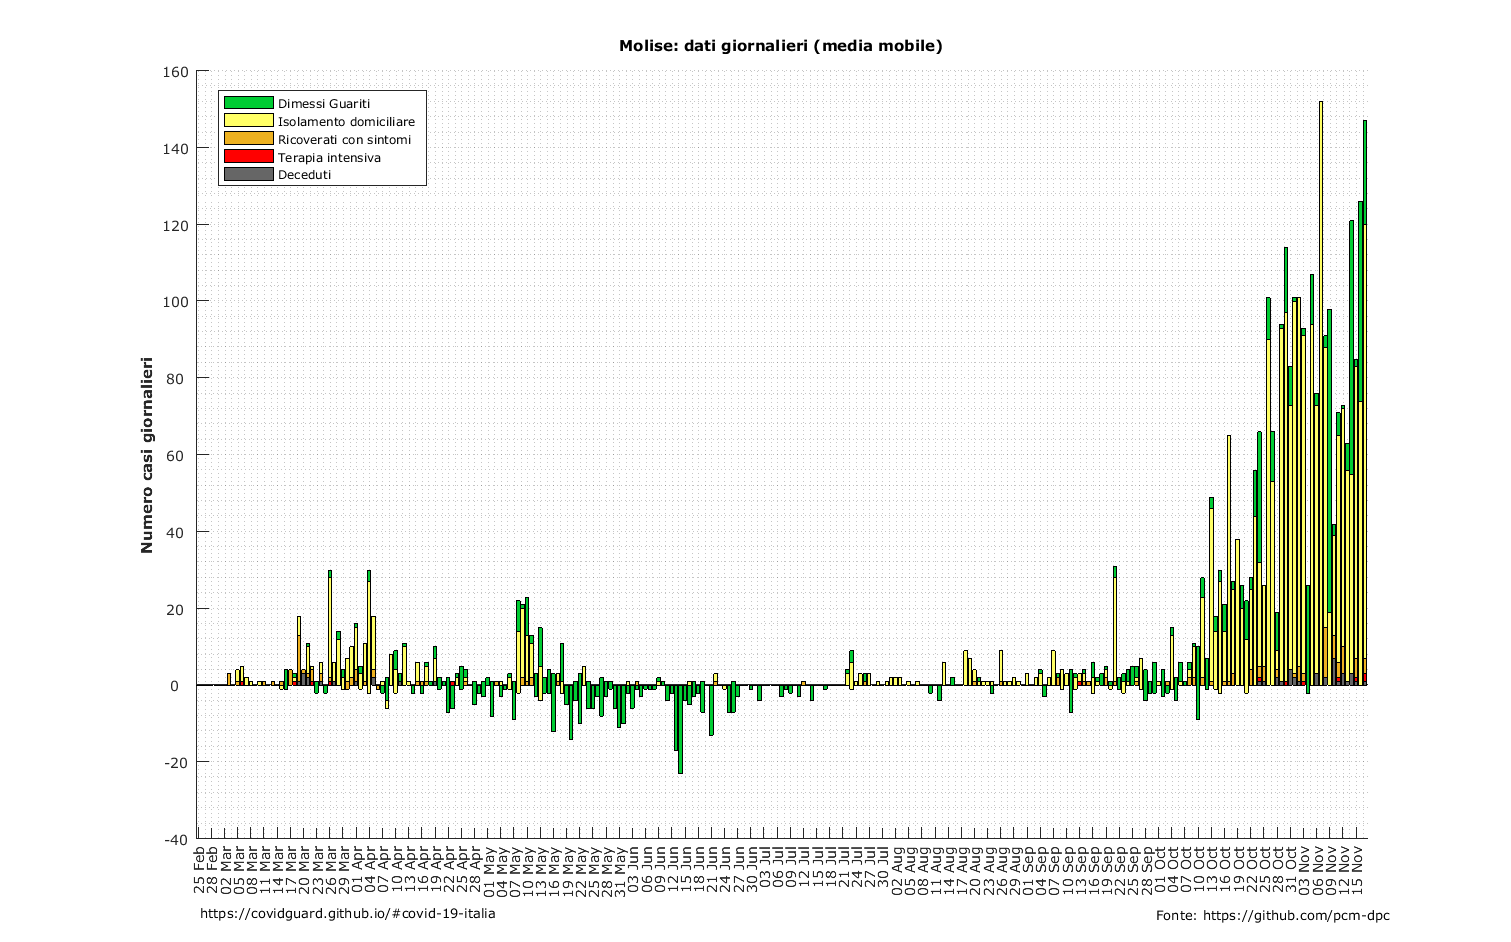 Molise: dati giornalieri (media mobile)
160
140
120
100
80
60
40
20
0
-20
-40
Numero casi giornalieri
Dimessi Guariti
Isolamento domiciliare
Ricoverati con sintomi
Terapia intensiva
Deceduti
25 Feb
28 Feb
02 Mar
05 Mar
08 Mar
11 Mar
14 Mar
17 Mar
20 Mar
23 Mar
26 Mar
29 Mar
01 Apr
04 Apr
07 Apr
10 Apr
13 Apr
16 Apr
19 Apr
22 Apr
25 Apr
28 Apr
01 May
04 May
07 May
10 May
13 May
16 May
19 May
22 May
25 May
28 May
31 May
03 Jun
06 Jun
09 Jun
12 Jun
15 Jun
18 Jun
21 Jun
24 Jun
27 Jun
30 Jun
03 Jul
06 Jul
09 Jul
12 Jul
15 Jul
18 Jul
21 Jul
24 Jul
27 Jul
30 Jul
02 Aug
05 Aug
08 Aug
11 Aug
14 Aug
17 Aug
20 Aug
23 Aug
26 Aug
29 Aug
01 Sep
04 Sep
07 Sep
10 Sep
13 Sep
16 Sep
19 Sep
22 Sep
25 Sep
28 Sep
01 Oct
04 Oct
07 Oct
10 Oct
13 Oct
16 Oct
19 Oct
22 Oct
25 Oct
28 Oct
31 Oct
03 Nov
06 Nov
09 Nov
12 Nov
15 Nov
https://covidguard.github.io/#covid-19-italia
Fonte: https://github.com/pcm-dpc